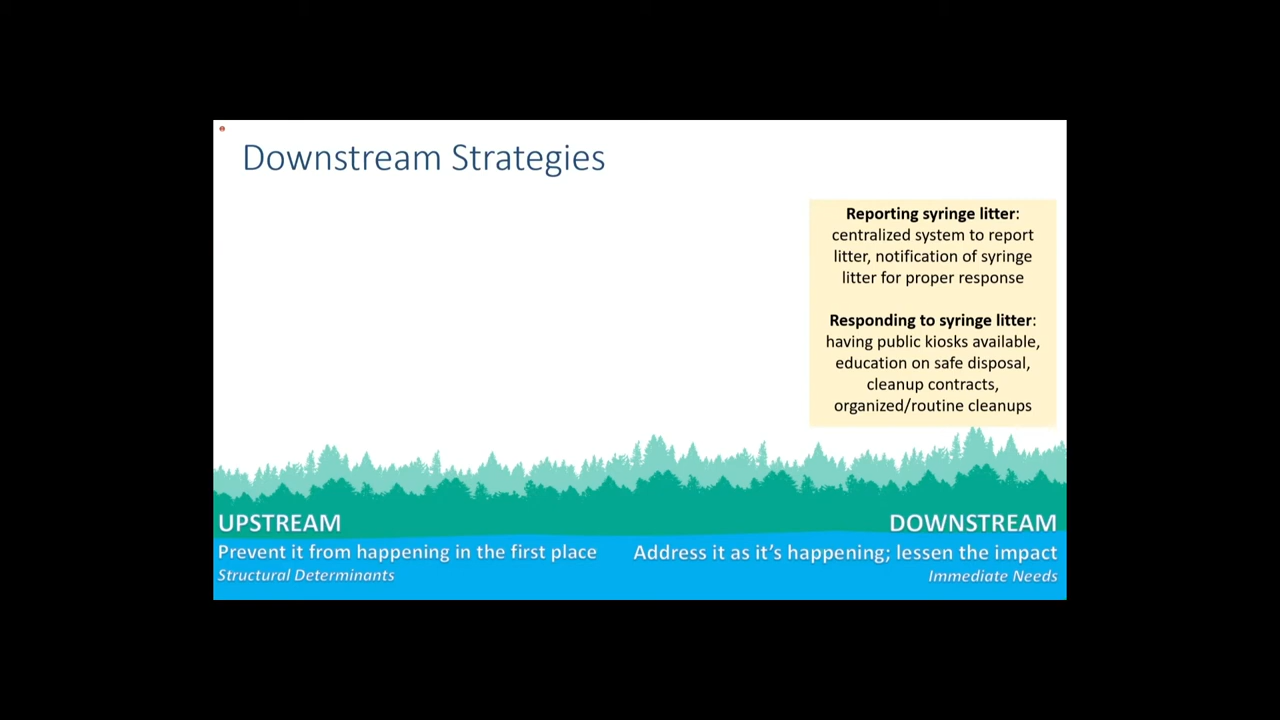 Downstream Strategies
Reporting syringe litter:
centralized system to report
litter, notification of syringe
litter for proper response
Responding to syringe litter:
having public kiosks available,
education on safe disposal,
cleanup contracts,
organized/routine cleanups
UPSTREAM
Prevent it from happening in the first place
Structural Determinants
DOWNSTREAM
Address it as it’s happening; lessen the impact
Immediate Needs